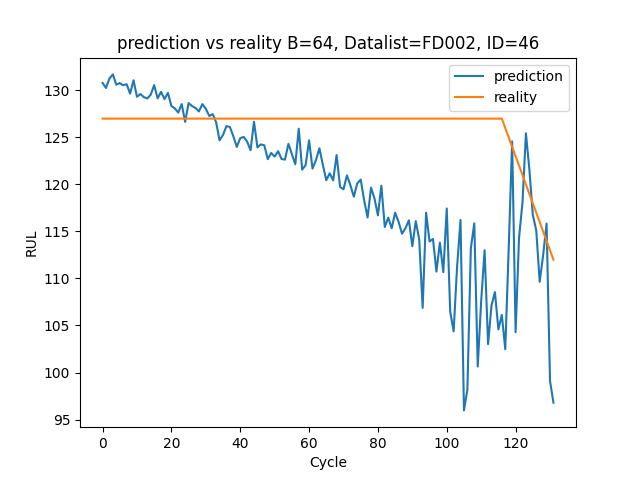 prediction vs reality B=64, Datalist=FD002, ID=46
prediction
reality
RUL
130
125
120
115
110
105
100
95
0 20 40 60 80 100 120
Cycle